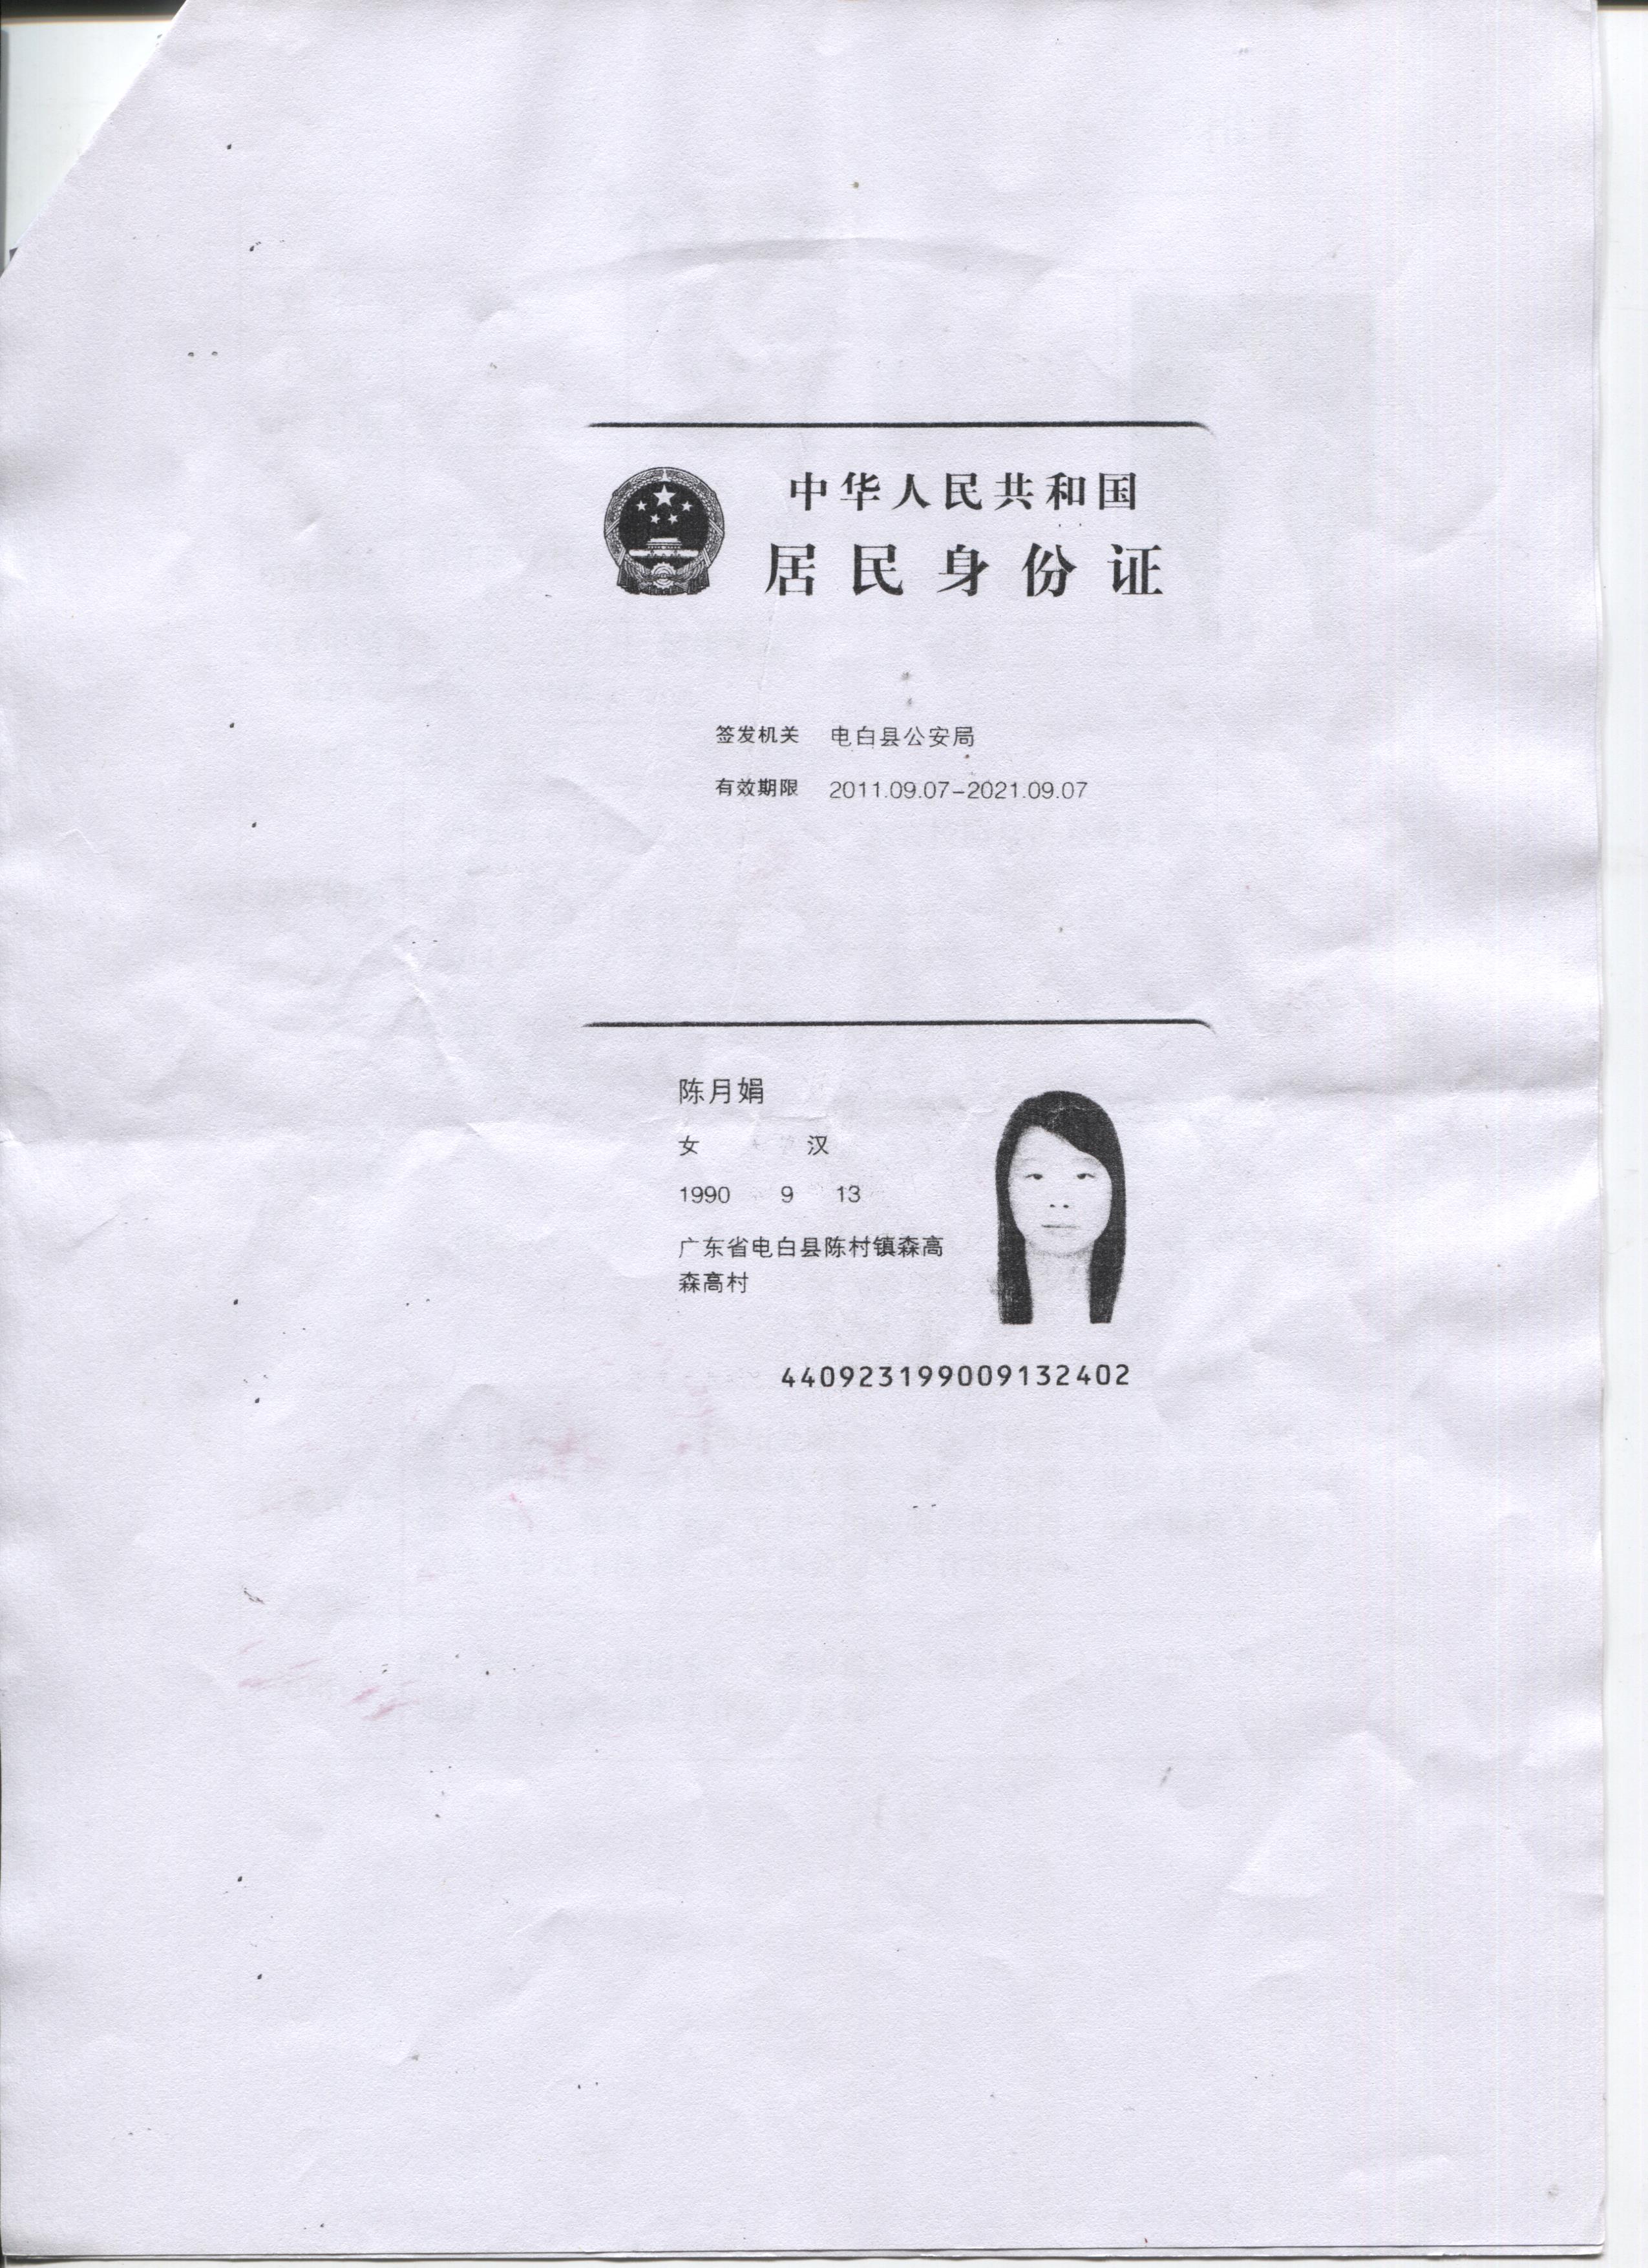 中华人民共和国
居民身份证
签发机关 电白县公安局
有效期限 2011.09.07-2021.09.07
陈月娟
女 汉
1990 9 13
广东省电白县陈村镇森高
森高村
440923199009132402